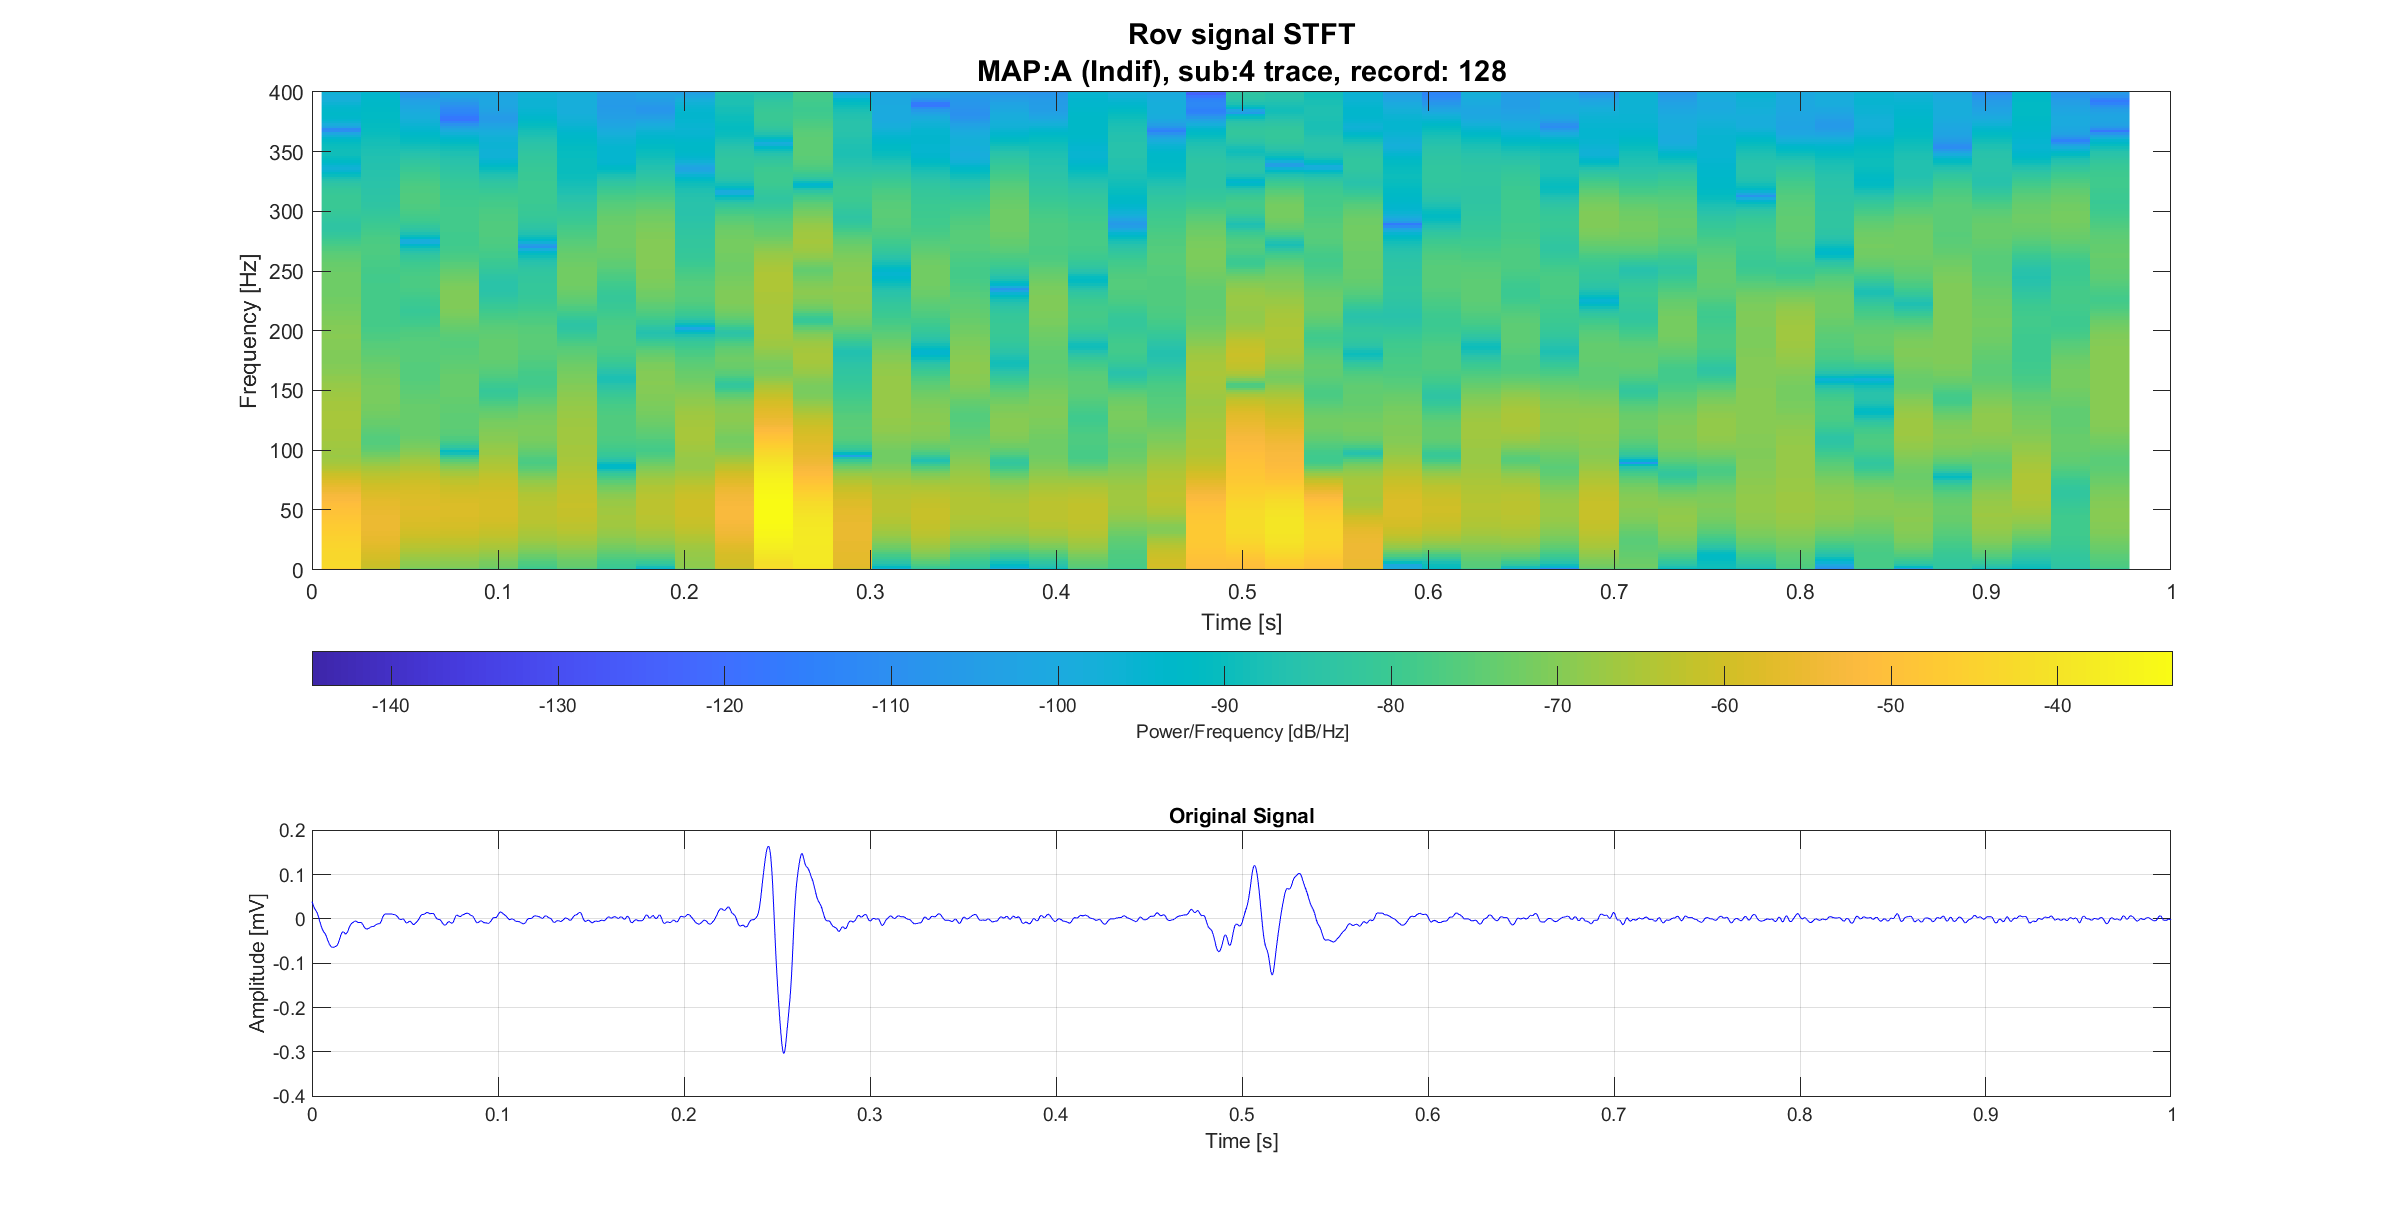 Rov signal STFT
MAP:A (Indif), sub:4 trace, record: 128
400
350
300
250
200
150
100
50
0
Frequency [Hz]
0 0.1 0.2 0.3 0.4 0.5 0.6 0.7 0.8 0.9 1
Time [s]
-140 -130 -120 -110 -100 -90 -80 -70 -60 -50 -40
Power/Frequency [dB/Hz]
Original Signal
0.2
0.1
0
-0.1
-0.2
-0.3
-0.4
Amplitude [mV]
0 0.1 0.2 0.3 0.4 0.5 0.6 0.7 0.8 0.9 1
Time [s]